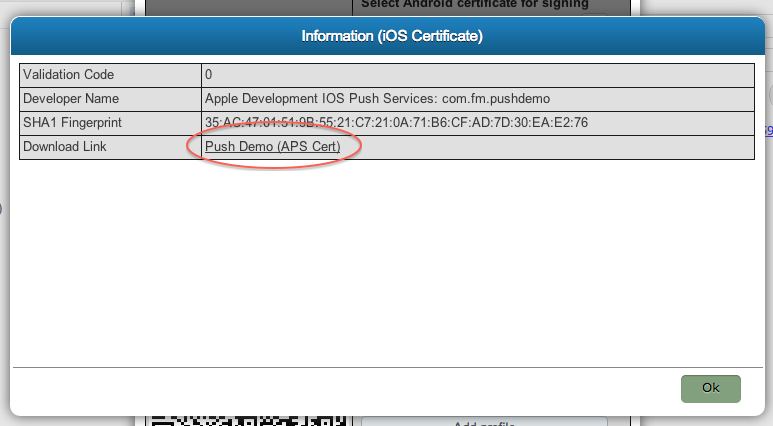 Select Android certificate for signing
Information (iOS Certificate)
Validation Code 0
Developer Name Apple Development IOS Push Services: com.fm.pushdemo
SHA1 Fingerprint 35:AC:47:01:51:9B:55:21:C7:21:0A:71:B6:CF:AD:7D:30:EA:E2:76
Download Link Push Demo (APS Cert)
Ok
Add profile